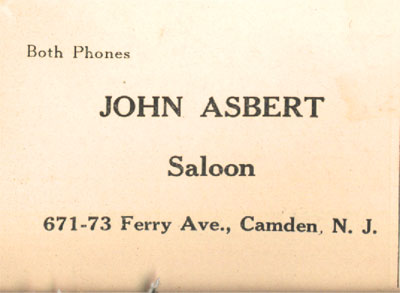 Both Phones
JOHN ASBERT
Saloon
671-73 Ferry Ave., Camden, N. J.